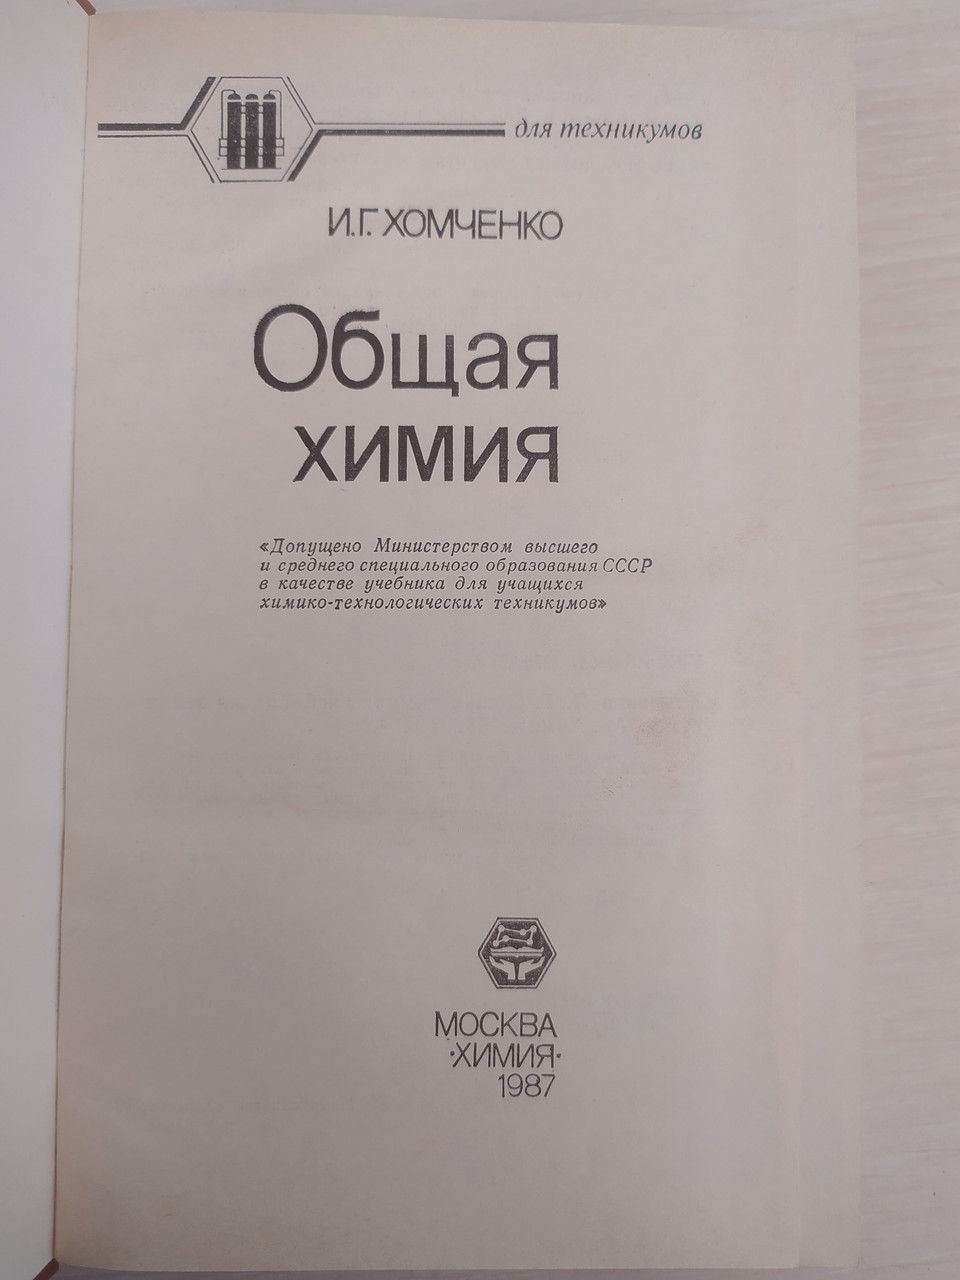 для техникумов
И.Г. ХОМЧЕНКО
Общая
химия
«Допущено Министерством высшего
и среднего специального образования СССР
в качестве учебника для учащихся
химико-технологических техникумов»
МОСКВА
·ХИМИЯ·
1987